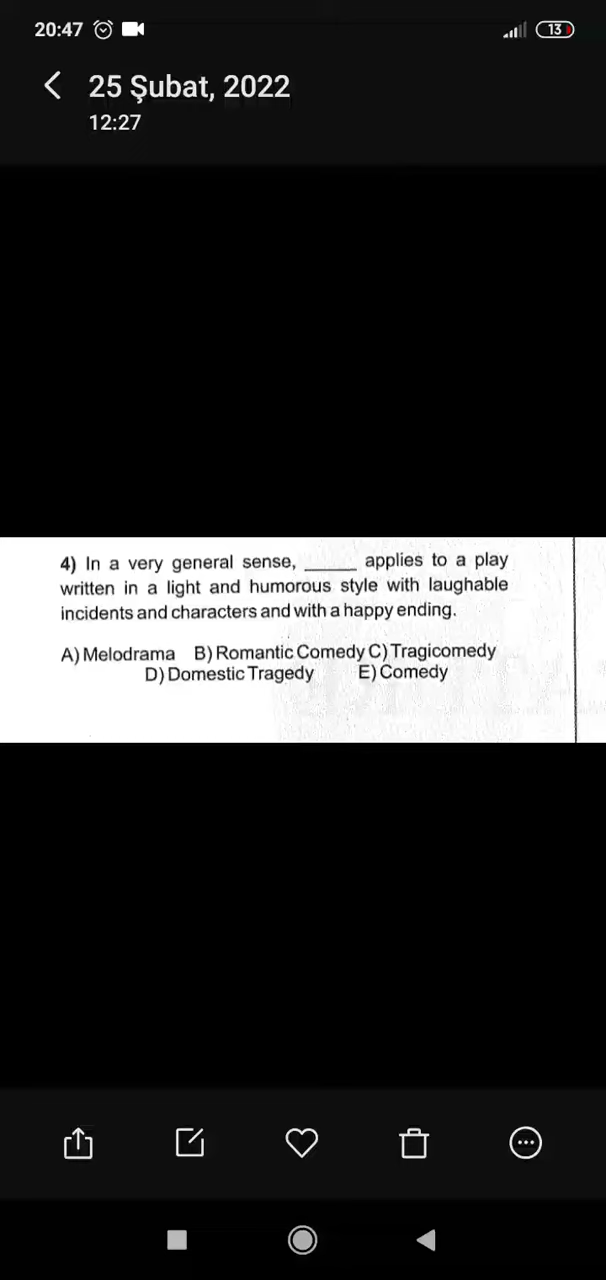 20:47
13
25 Şubat, 2022
12:27
4) In a very general sense, _____ applies to a play
written in a light and humorous style with laughable
incidents and characters and with a happy ending.
A) Melodrama B) Romantic Comedy C) Tragicomedy
D) Domestic Tragedy E) Comedy